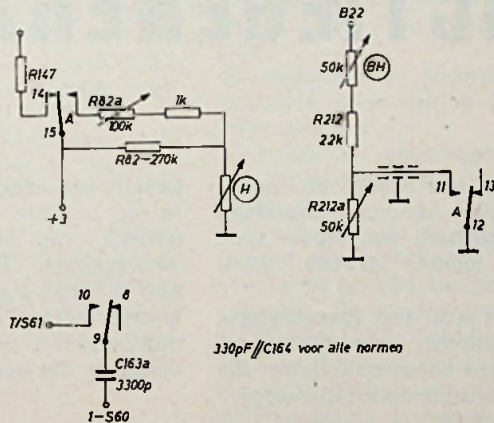 B22
50k
BH
R147
14
A
15
R82a
100k
1k
R82-270k
H
+3
R212
22k
R212a
50k
11
13
A
12
10
8
T/S61
9
C163a
3300p
1-S60
330pF//C164 voor alle normen